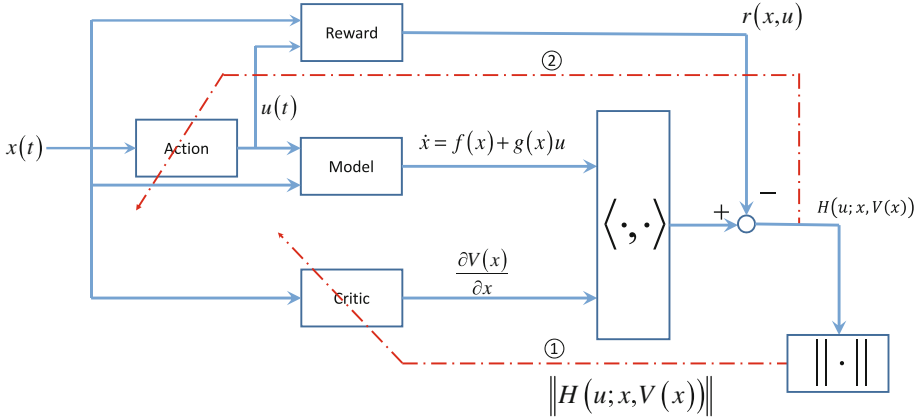 r(x,u)
Reward
②
u(t)
x(t)
Action
ẋ = f(x)+g(x)u
Model
⟨·,·⟩
+
−
H(u;x,V(x))
∂V(x)
∂x
Critic
①
‖·‖
‖H(u;x,V(x))‖